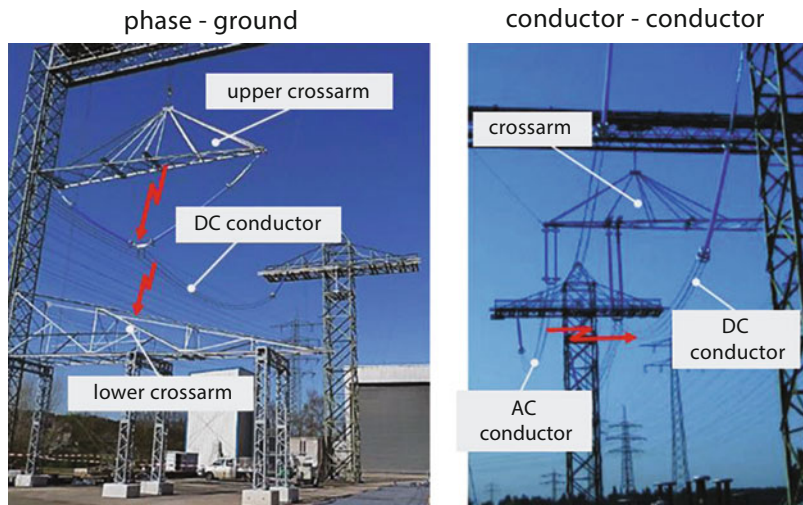 phase - ground
upper crossarm
DC conductor
lower crossarm
conductor - conductor
crossarm
DC
conductor
AC
conductor